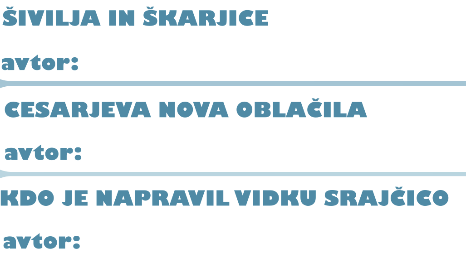 ŠIVILJA IN ŠKARJICE
avtor:
CESARJEVA NOVA OBLAČILA
avtor:
KDO JE NAPRAVIL VIDKU SRAJČICO
avtor: